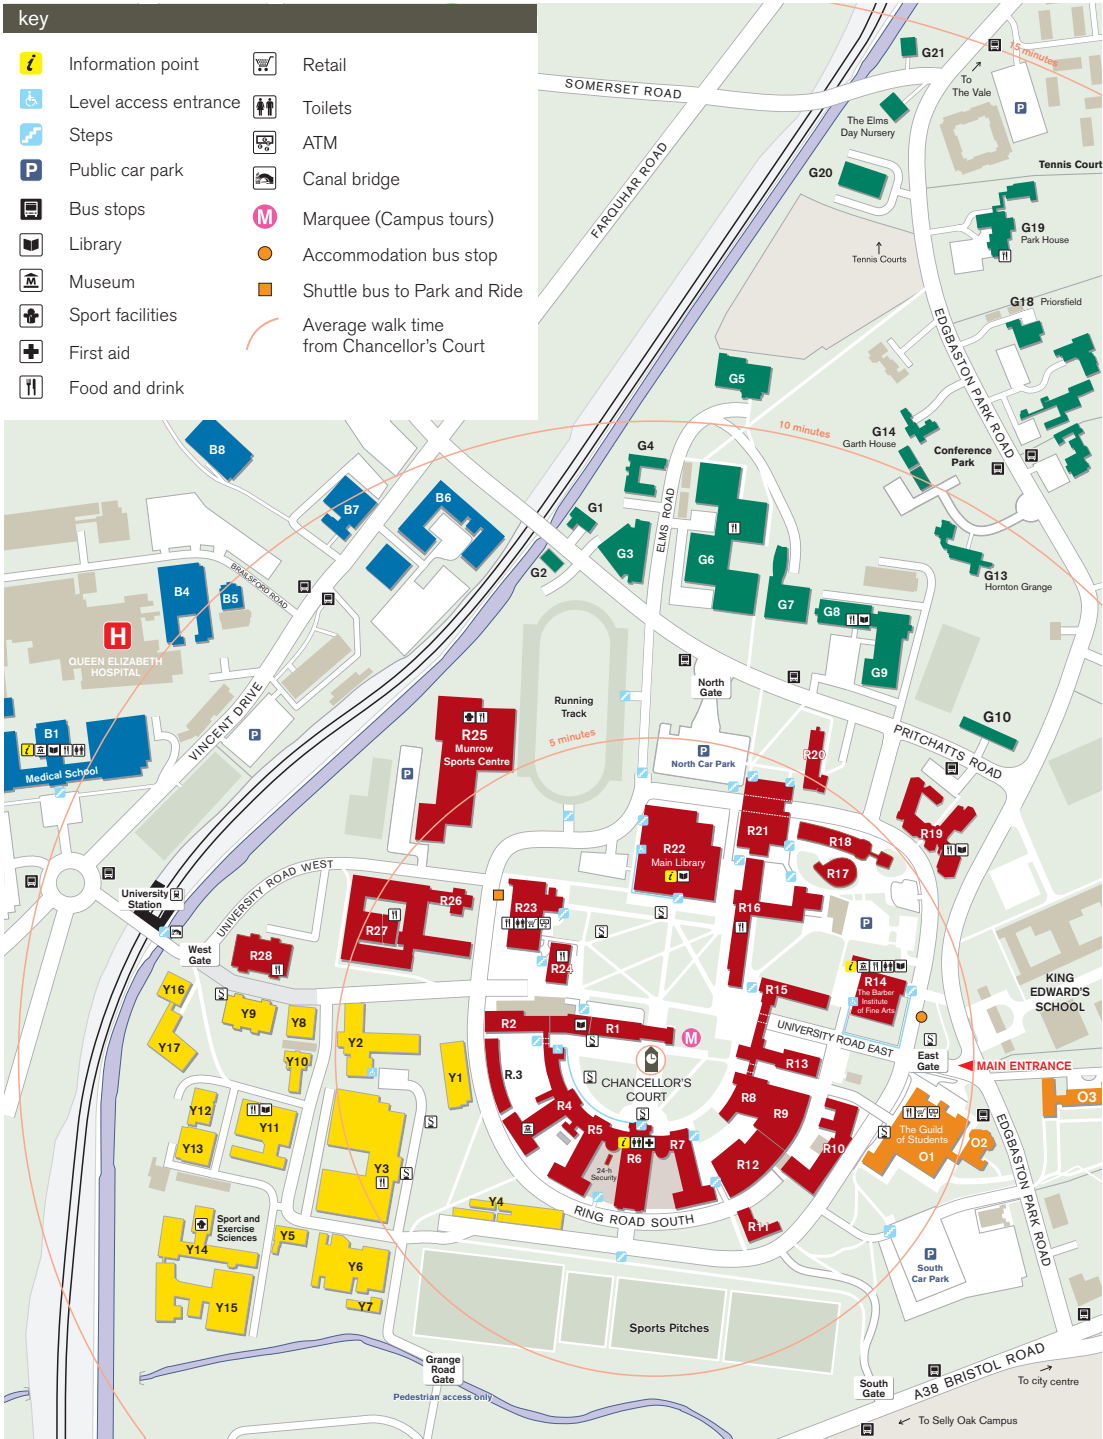 key
Information point
Level access entrance
Steps
P Public car park
Bus stops
Library
M Museum
Sport facilities
First aid
Food and drink
Retail
Toilets
ATM
Canal bridge
M Marquee (Campus tours)
Accommodation bus stop
Shuttle bus to Park and Ride
Average walk time
from Chancellor's Court
SOMERSET ROAD
FARQUHAR ROAD
G21
15 minutes
To
The Vale
P
The Elms
Day Nursery
G20
Tennis Court
G19
Park House
Tennis Courts
G18 Priorsfield
EDGBASTON PARK ROAD
G5
10 minutes
G14
Garth House
Conference
Park
G4
G1
G3
G2
ELMS ROAD
G6
G7
G8
G9
G13
Hornton Grange
G10
B8
B7
B6
B4
B5
BRAILSFORD ROAD
H
QUEEN ELIZABETH
HOSPITAL
VINCENT DRIVE
P
B1
Medical School
North
Gate
Running
Track
5 minutes
P
North Car Park
PRITCHATTS ROAD
R25
Munrow
Sports Centre
P
R20
R21
R22
Main Library
R18
R17
R19
R16
University
Station
UNIVERSITY ROAD WEST
West
Gate
R26
R27
R28
R23
R24
P
R14
The Barber
Institute
of Fine Arts
R15
KING
EDWARD'S
SCHOOL
UNIVERSITY ROAD EAST
East
Gate
MAIN ENTRANCE
Y16
Y9
Y8
Y17
Y10
Y2
Y1
R2
R1
M
R.3
CHANCELLOR'S
COURT
R13
R8
R9
R4
R5
R6
R7
24-h
Security
R12
R10
R11
RING ROAD SOUTH
O3
The Guild
of Students
O1
O2
EDGBASTON PARK ROAD
Y12
Y11
Y13
Y3
Y4
Sport and
Exercise
Sciences
Y14
Y5
Y6
Y15
Y7
P
South
Car Park
Sports Pitches
Grange
Road
Gate
Pedestrian access only
South
Gate
A38 BRISTOL ROAD
To city centre
To Selly Oak Campus